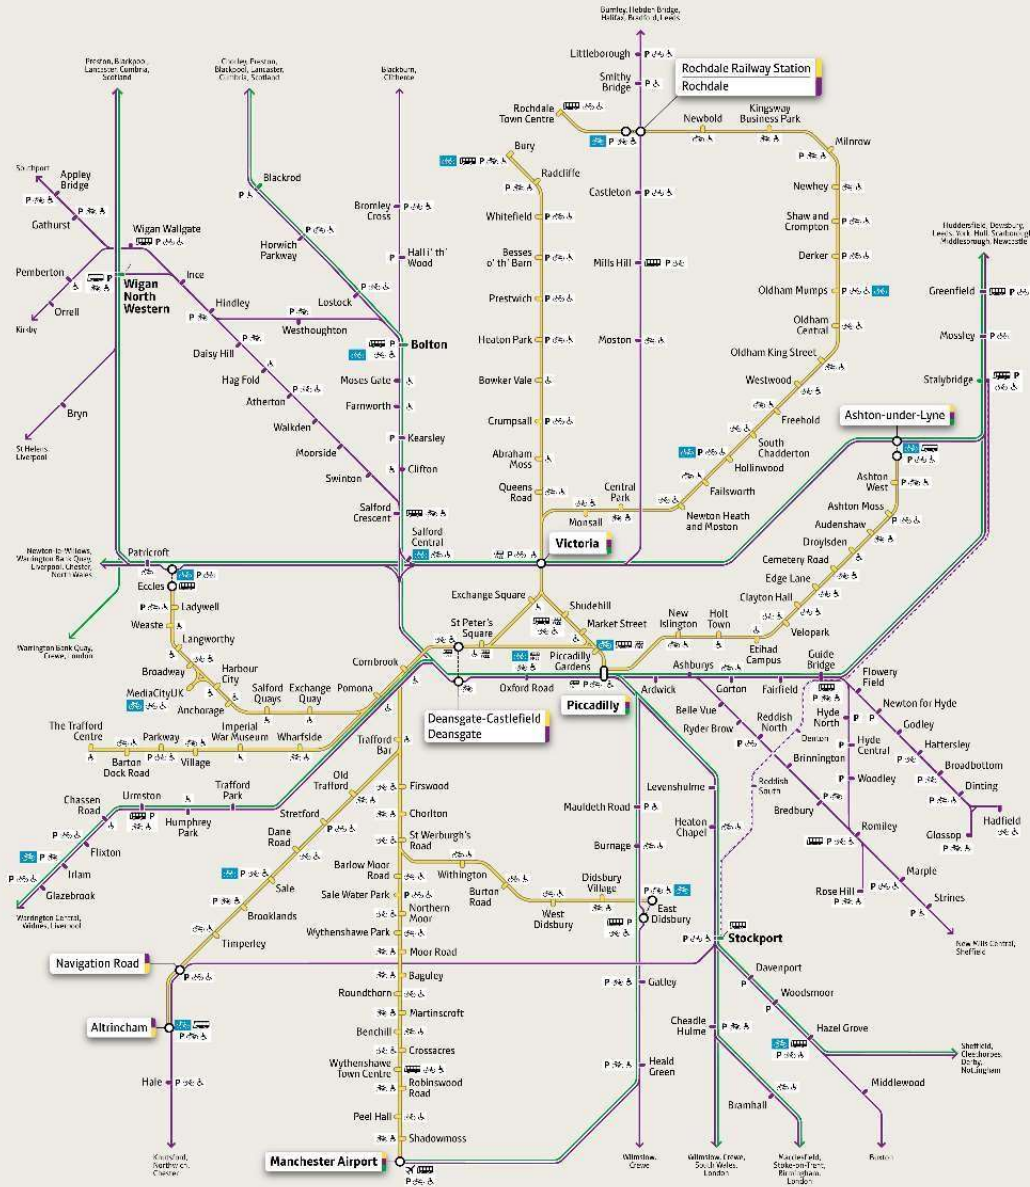 Burnley, Hebden Bridge,
Halifax, Bradford, Leeds
Preston, Blackpool,
Lancaster, Cumbria,
Scotland
Chorley, Preston,
Blackpool, Lancaster,
Cumbria, Scotland
Blackburn,
Clitheroe
Littleborough
Smithy
Bridge
Rochdale Railway Station
Rochdale
Rochdale
Town Centre
Newbold
Kingsway
Business Park
Milnrow
Bury
Radcliffe
Castleton
Newhey
Southport
Appley
Bridge
Gathurst
Blackrod
Bromley
Cross
Whitefield
Shaw and
Crompton
Wigan Wallgate
Horwich
Parkway
Hall i' th'
Wood
Besses
o' th' Barn
Mills Hill
Derker
Huddersfield, Dewsbury,
Leeds, York, Hull, Scarborough,
Middlesbrough, Newcastle
Pemberton
Orrell
Kirkby
Wigan
North
Western
Ince
Hindley
Lostock
Westhoughton
Prestwich
Oldham Mumps
Greenfield
Daisy Hill
Bolton
Heaton Park
Moston
Oldham
Central
Mossley
Hag Fold
Moses Gate
Bowker Vale
Oldham King Street
Stalybridge
Bryn
Atherton
Farnworth
Westwood
St Helens,
Liverpool
Walkden
Kearsley
Crumpsall
Freehold
Ashton-under-Lyne
Moorside
Clifton
Abraham
Moss
South
Chadderton
Hollinwood
Swinton
Queens
Road
Central
Park
Failsworth
Ashton
West
Salford
Crescent
Monsall
Newton Heath
and Moston
Ashton Moss
Salford
Central
Victoria
Audenshaw
Newton-le-Willows,
Warrington Bank Quay,
Liverpool, Chester,
North Wales
Patricroft
Droylsden
Eccles
Cemetery Road
Ladywell
Exchange Square
Shudehill
Edge Lane
Weaste
Market Street
New
Islington
Holt
Town
Clayton Hall
Langworthy
St Peter's
Square
Velopark
Warrington Bank Quay,
Crewe, London
Broadway
Harbour
City
Cornbrook
Piccadilly
Gardens
Etihad
Campus
Guide
Bridge
MediaCityUK
Anchorage
Salford
Quays
Exchange
Quay
Pomona
Oxford Road
Piccadilly
Ashburys
Ardwick
Gorton
Fairfield
Flowery
Field
The Trafford
Centre
Parkway
Imperial
War Museum
Wharfside
Deansgate-Castlefield
Deansgate
Belle Vue
Ryder Brow
Reddish
North
Denton
Hyde
North
Newton for Hyde
Godley
Barton
Dock Road
Village
Trafford
Bar
Hyde
Central
Hattersley
Chassen
Road
Urmston
Trafford
Park
Old
Trafford
Firswood
Levenshulme
Brinnington
Woodley
Broadbottom
Dinting
Humphrey
Park
Stretford
Chorlton
Mauldeth Road
Reddish
South
Bredbury
Flixton
Dane
Road
St Werburgh's
Road
Heaton
Chapel
Romiley
Hadfield
Irlam
Barlow Moor
Road
Withington
Burnage
Glossop
Glazebrook
Sale
Sale Water Park
Burton
Road
Didsbury
Village
Rose Hill
Marple
Warrington Central,
Widnes, Liverpool
Brooklands
Northern
Moor
West
Didsbury
East
Didsbury
Strines
Timperley
Wythenshawe Park
Stockport
New Mills Central,
Sheffield
Navigation Road
Moor Road
Davenport
Baguley
Gatley
Woodsmoor
Roundthorn
Altrincham
Martinscroft
Cheadle
Hulme
Hazel Grove
Benchill
Crossacres
Sheffield,
Cleethorpes,
Derby,
Nottingham
Hale
Wythenshawe
Town Centre
Heald
Green
Robinswood
Road
Middlewood
Peel Hall
Bramhall
Shadowmoss
Manchester Airport
Knutsford,
Northwich,
Chester
Wilmslow,
Crewe
Wilmslow, Crewe,
South Wales,
London
Macclesfield,
Stoke-on-Trent,
Birmingham,
London
Buxton